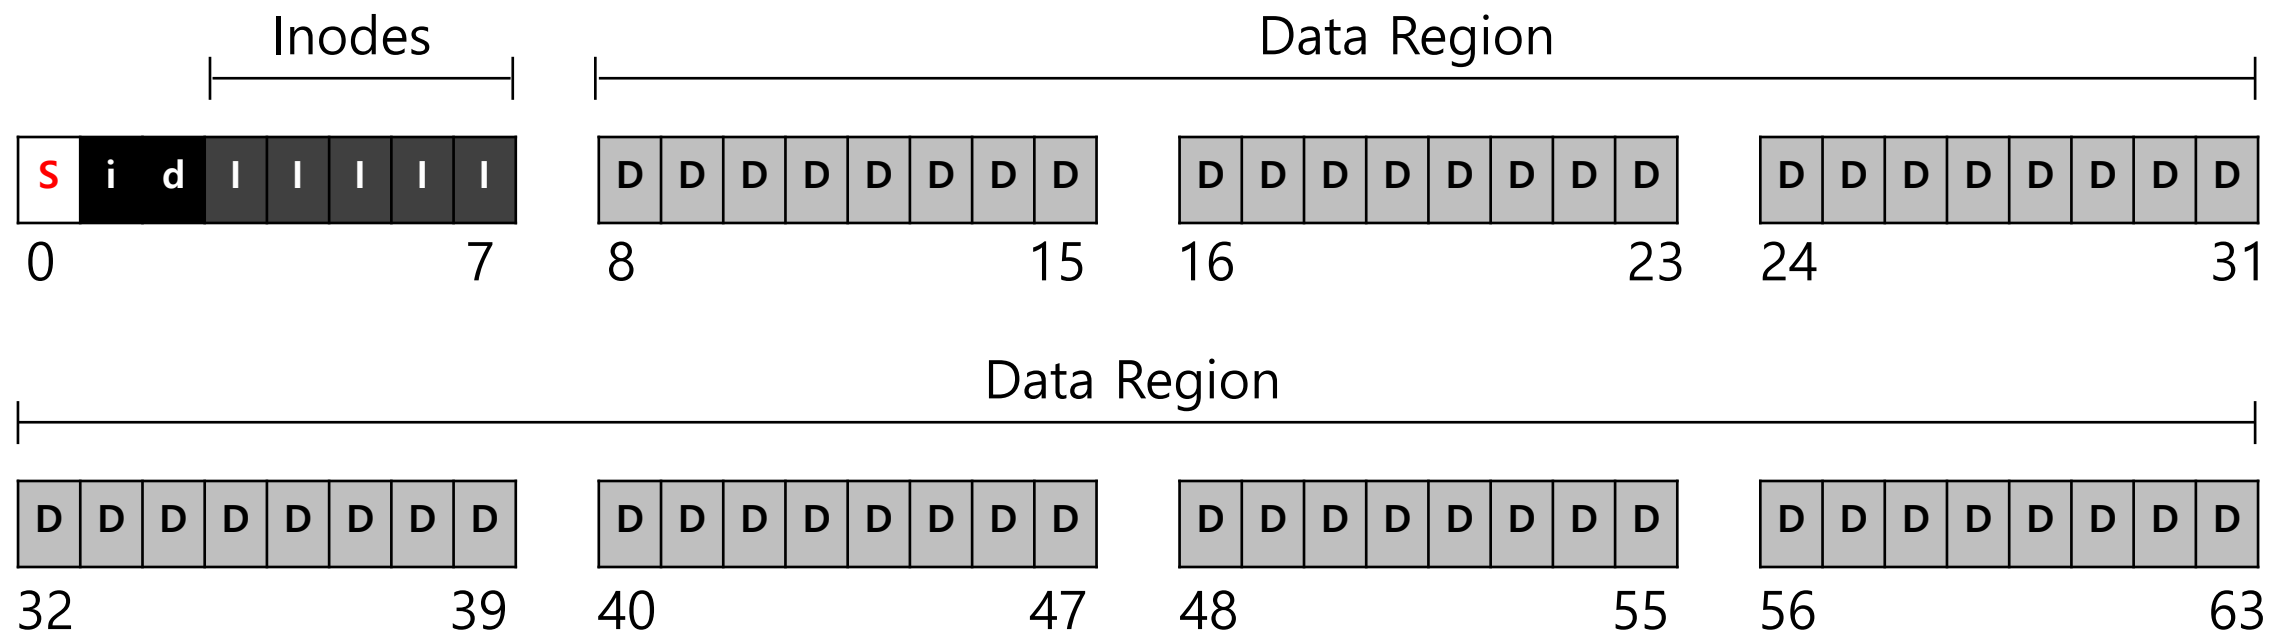 Inodes Data Region
S i d I I I I I D D D D D D D D D D D D D D D D D D D D D D D D
0 7 8 15 16 23 24 31
Data Region
D D D D D D D D D D D D D D D D D D D D D D D D D D D D D D D D
32 39 40 47 48 55 56 63